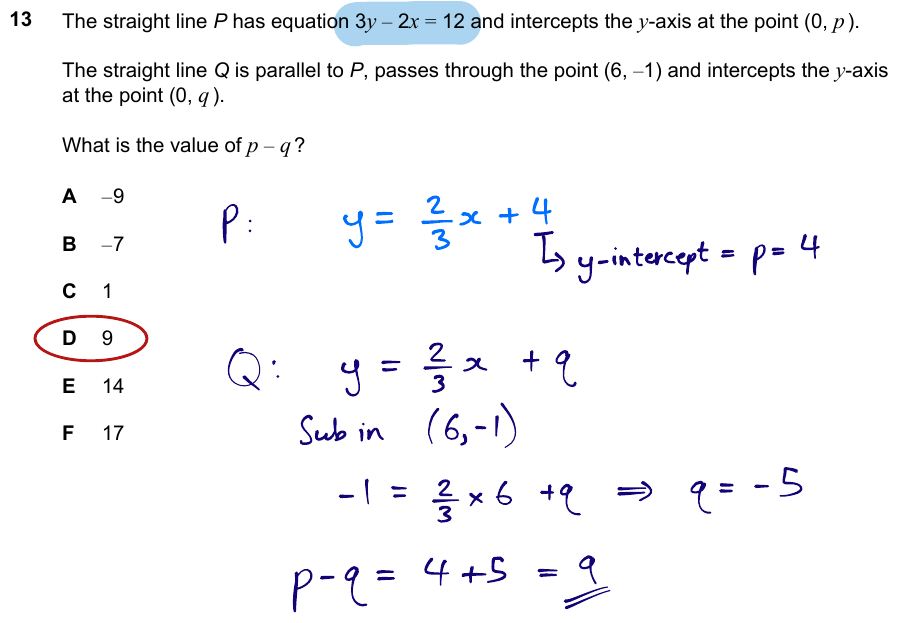 13 The straight line P has equation 3y – 2x = 12 and intercepts the y-axis at the point (0, p).
The straight line Q is parallel to P, passes through the point (6, –1) and intercepts the y-axis
at the point (0, q).
What is the value of p – q?
A –9
B –7
C 1
D 9
E 14
F 17
P: y = 2/3 x + 4
↳ y-intercept = p = 4
Q: y = 2/3 x + q
Sub in (6, -1)
-1 = 2/3 × 6 + q ⇒ q = -5
p - q = 4 + 5 = 9